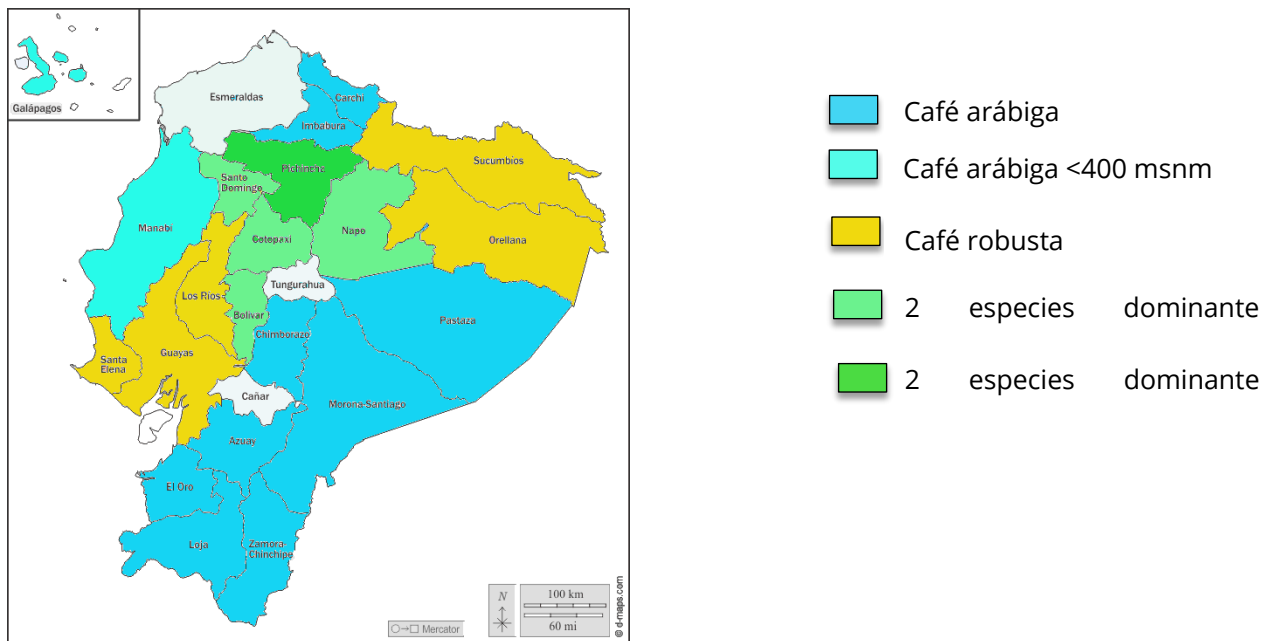 Galápagos
Esmeraldas
Carchi
Imbabura
Sucumbíos
Pichincha
Santo
Domingo
Manabí
Napo
Orellana
Cotopaxi
Tungurahua
Los Ríos
Bolívar
Pastaza
Chimborazo
Santa
Elena
Guayas
Cañar
Morona-Santiago
Azuay
El Oro
Loja
Zamora-
Chinchipe
Mercator
N
100 km
60 mi
© d-maps.com
Café arábiga
Café arábiga <400 msnm
Café robusta
2 especies dominante
2 especies dominante